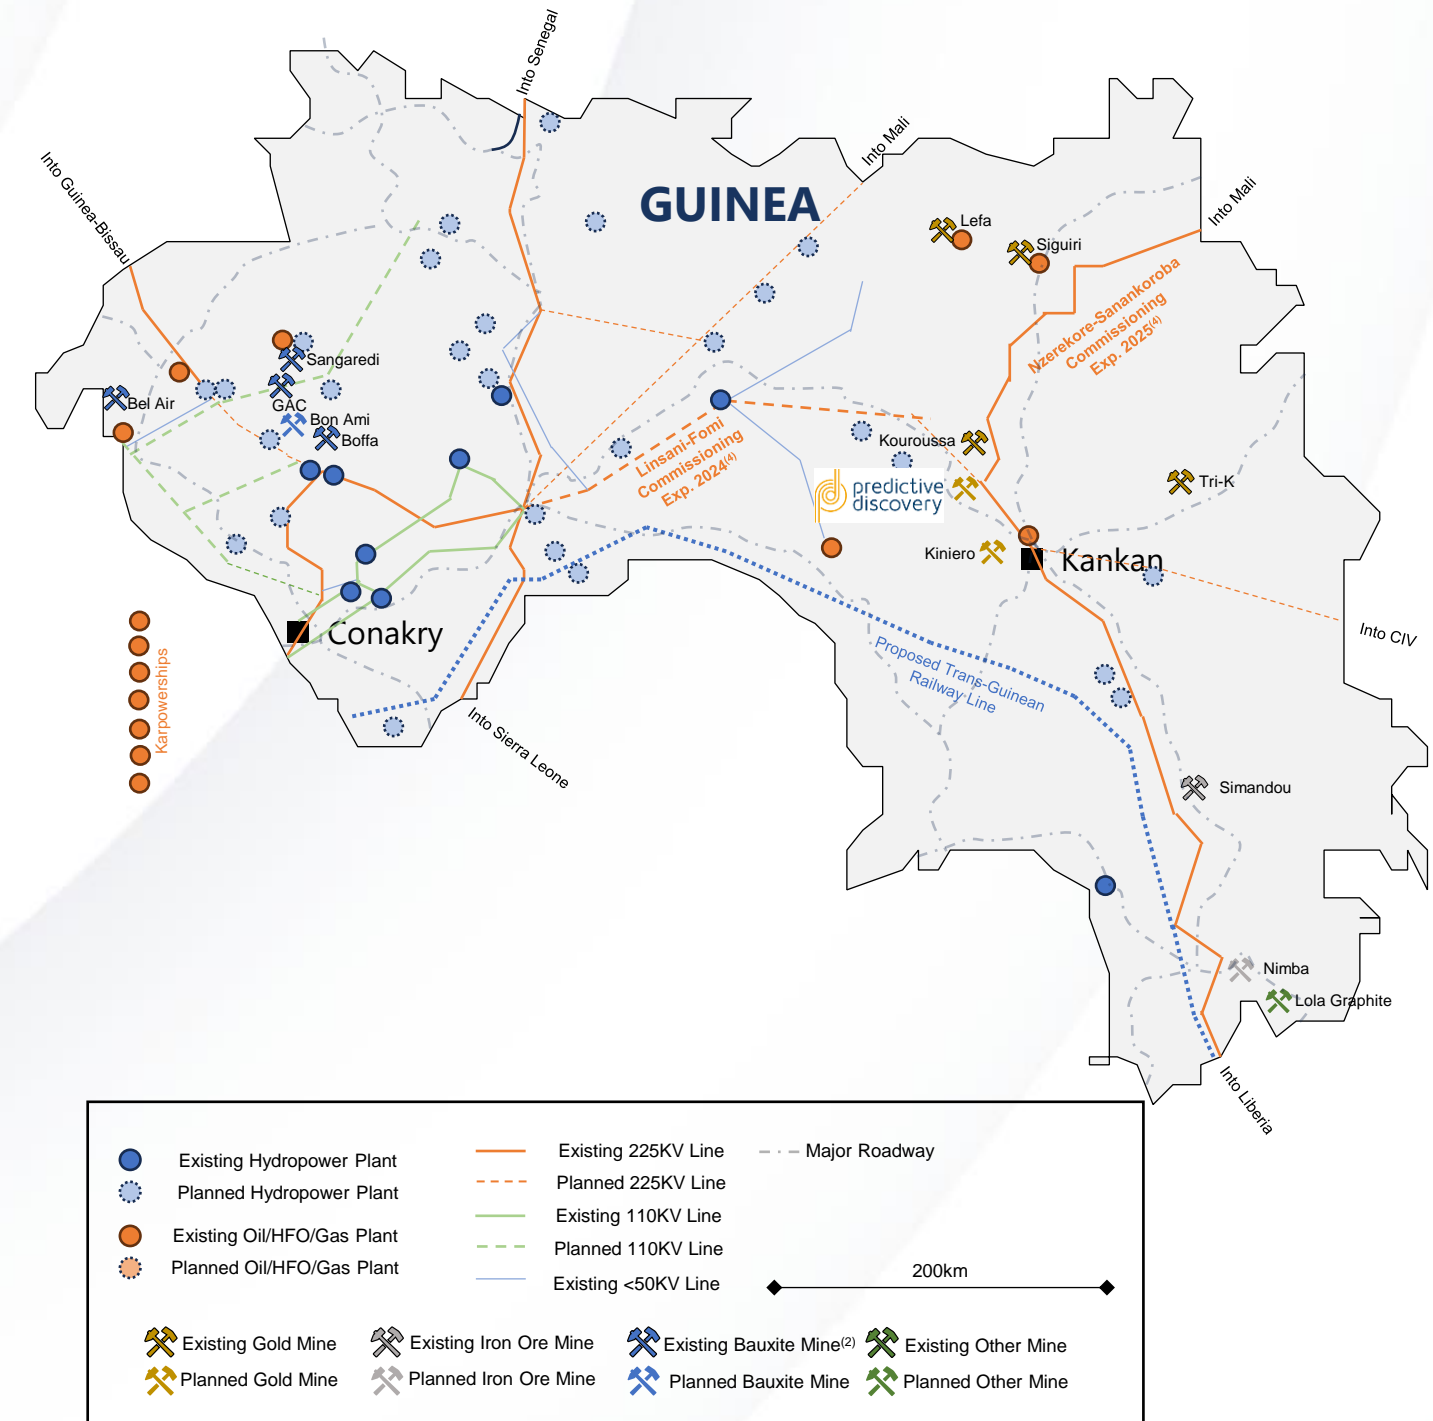 Into Senegal
Into Mali
Into Guinea-Bissau
GUINEA
Into Mali
Lefa
Siguiri
Nzerekore-Sanankoroba
Commissioning
Exp. 2025(4)
Sangaredi
GAC
Bel Air
Bon Ami
Boffa
Linsani-Fomi
Commissioning
Exp. 2024(4)
Kouroussa
predictive
discovery
Tri-K
Kiniero
Kankan
Into CIV
Conakry
Karpowerships
Proposed Trans-Guinean
Railway Line
Into Sierra Leone
Simandou
Nimba
Lola Graphite
Into Liberia
Existing Hydropower Plant
Planned Hydropower Plant
Existing Oil/HFO/Gas Plant
Planned Oil/HFO/Gas Plant
Existing 225KV Line
Planned 225KV Line
Existing 110KV Line
Planned 110KV Line
Existing <50KV Line
Major Roadway
200km
Existing Gold Mine
Planned Gold Mine
Existing Iron Ore Mine
Planned Iron Ore Mine
Existing Bauxite Mine(2)
Planned Bauxite Mine
Existing Other Mine
Planned Other Mine